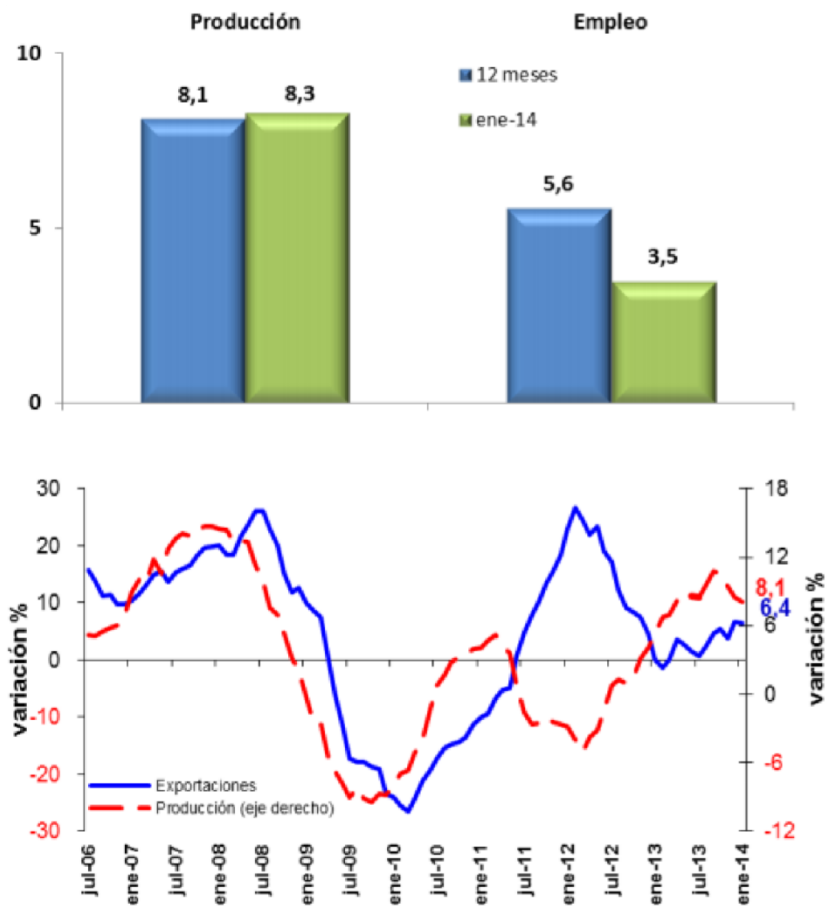 Producción Empleo
10
12 meses
8,1 8,3
ene-14
5,6
5
3,5
0
30 18
20 12
10 8,1
6,4 6
0 0
-10
-20 -6
-30 -12
variación %
variación %
Exportaciones
Producción (eje derecho)
jul-06 ene-07 jul-07 ene-08 jul-08 ene-09 jul-09 ene-10 jul-10 ene-11 jul-11 ene-12 jul-12 ene-13 jul-13 ene-14